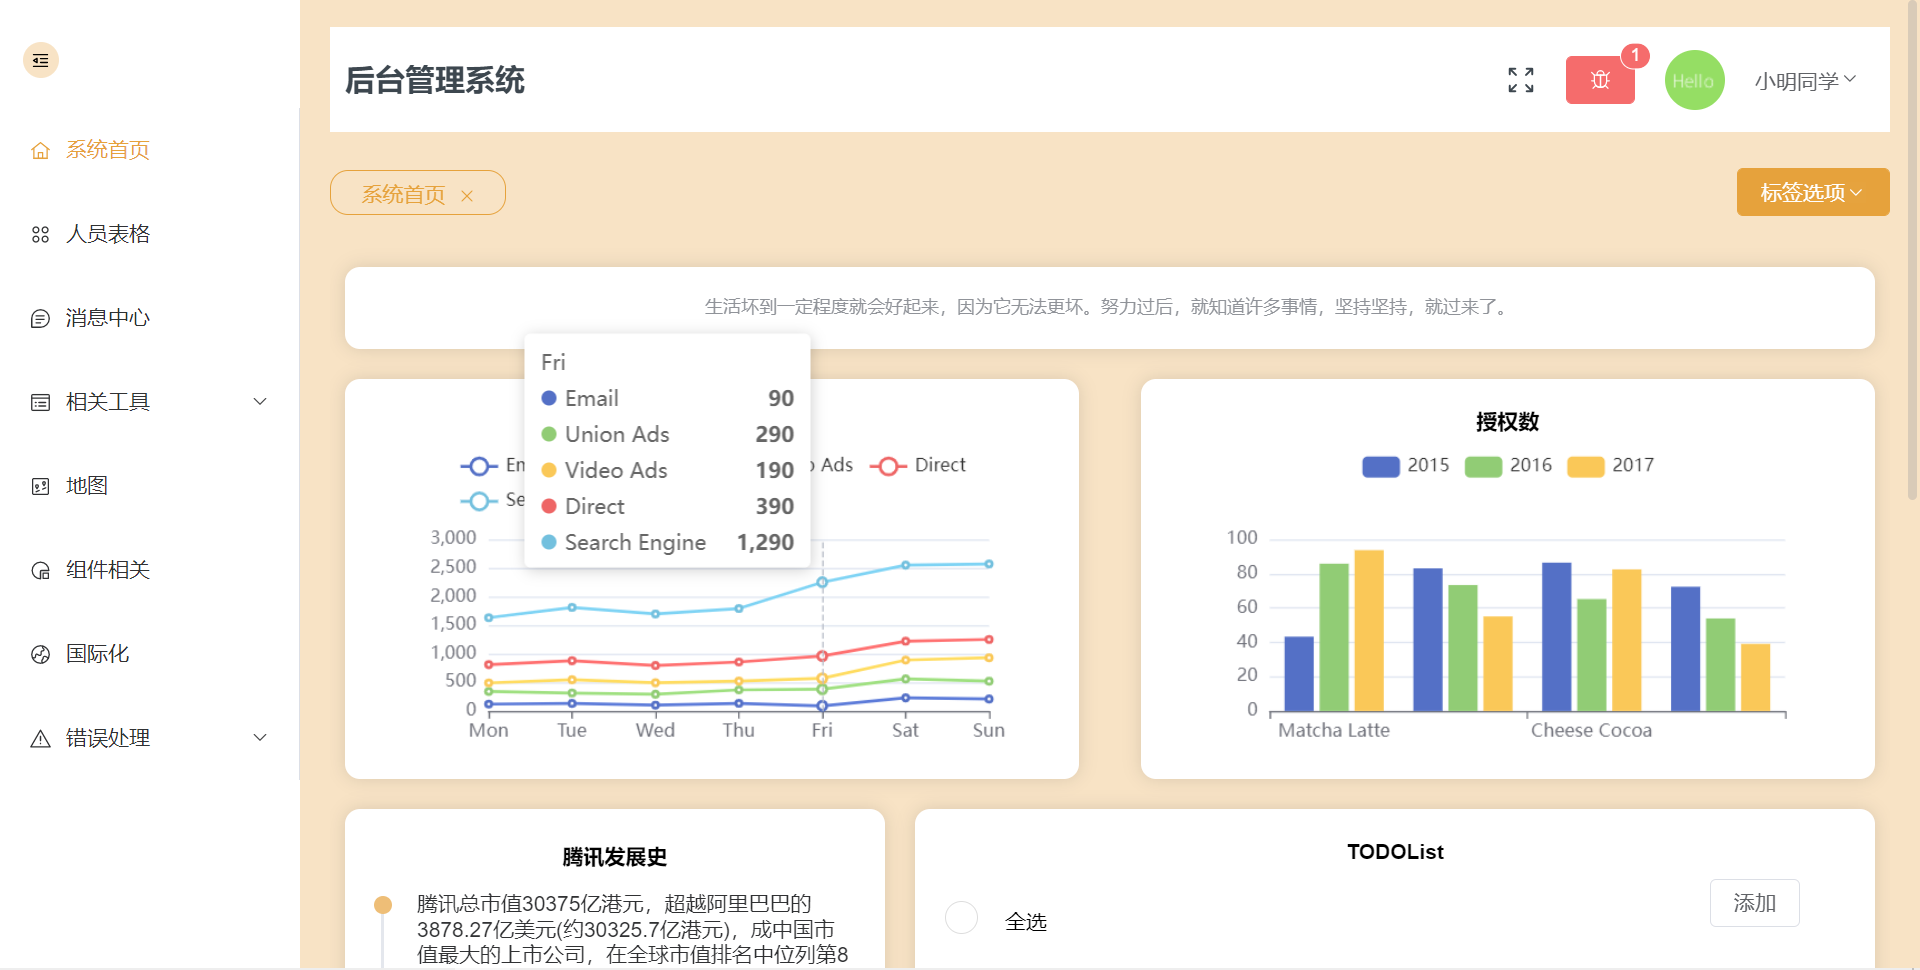 后台管理系统
1
Hello
小明同学
系统首页
人员表格
消息中心
相关工具
地图
组件相关
国际化
错误处理
系统首页
标签选项
生活坏到一定程度就会好起来，因为它无法更坏。努力过后，就知道许多事情，坚持坚持，就过来了。
Fri
Email 90
Union Ads 290
Video Ads 190
Direct 390
Search Engine 1,290
Ads Direct
3,000
2,500
2,000
1,500
1,000
500
0
Mon Tue Wed Thu Fri Sat Sun
授权数
2015 2016 2017
100
80
60
40
20
0
Matcha Latte Cheese Cocoa
腾讯发展史
腾讯总市值30375亿港元，超越阿里巴巴的
3878.27亿美元(约30325.7亿港元)，成中国市
值最大的上市公司，在全球市值排名中位列第8
TODOList
添加
全选